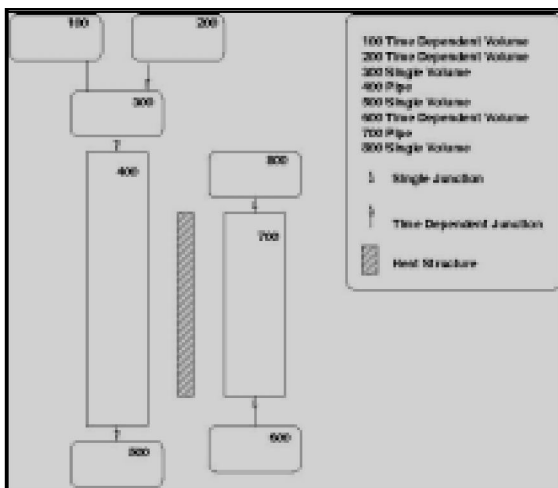 100
200
300
400
800
700
500
600
100 Time Dependent Volume
200 Time Dependent Volume
300 Single Volume
400 Pipe
500 Single Volume
600 Time Dependent Volume
700 Pipe
800 Single Volume
Single Junction
Time Dependent Junction
Heat Structure